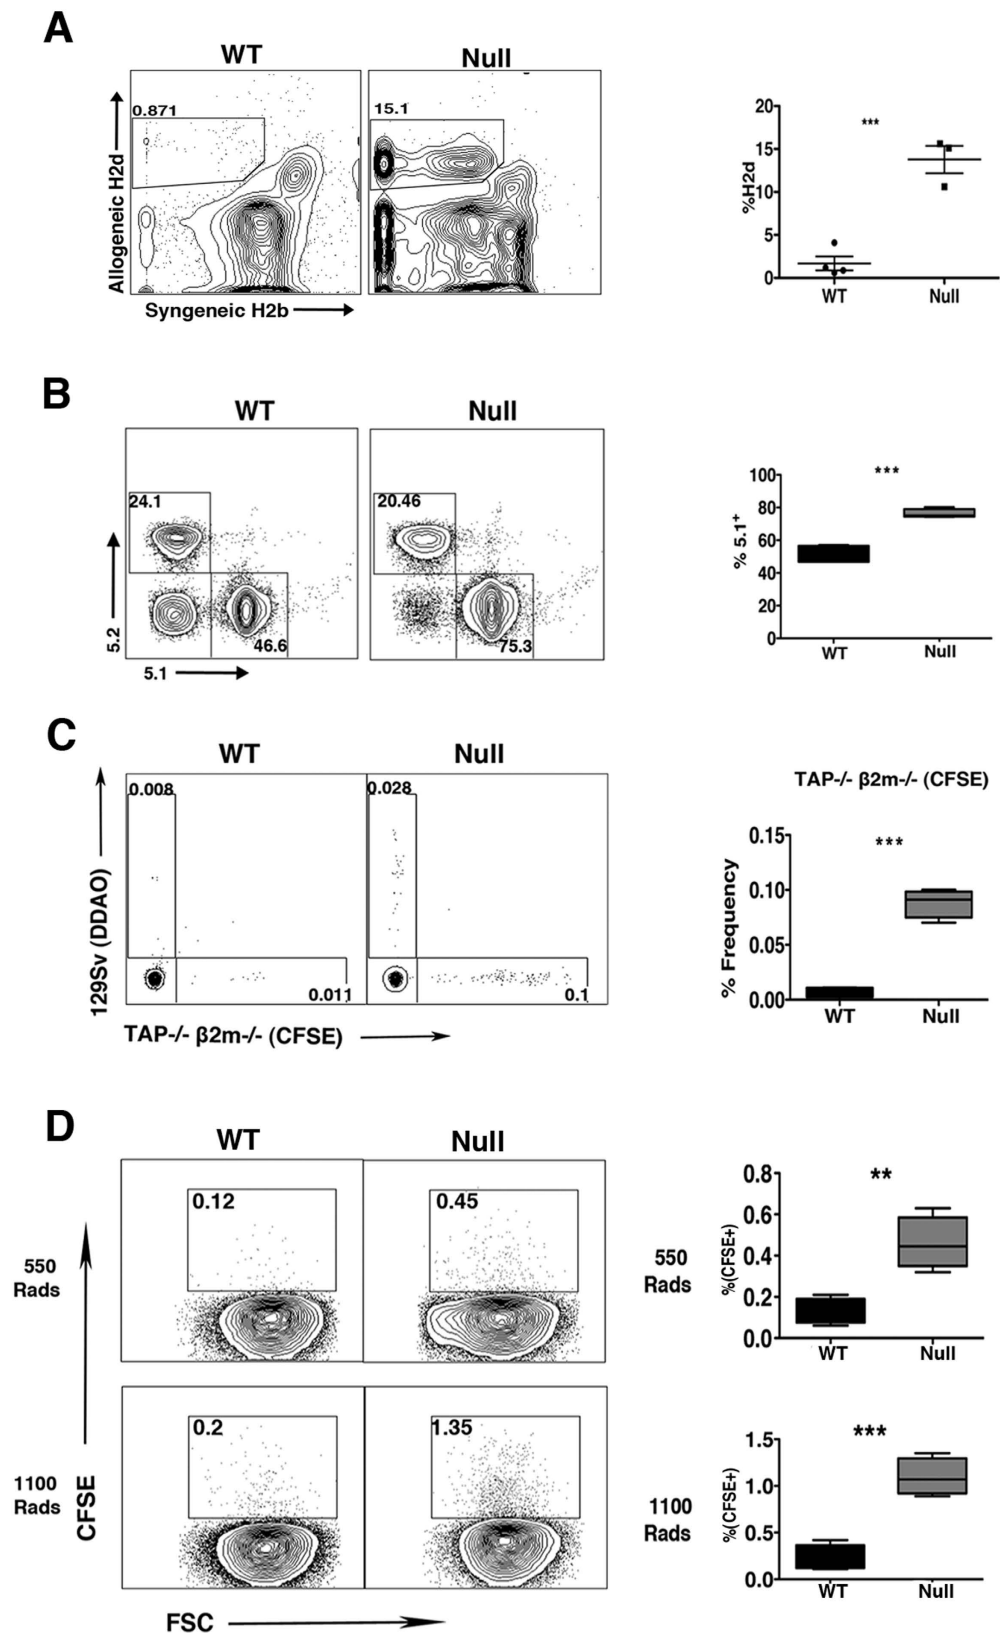 A
WT
Null
0.871
15.1
Allogeneic H2d
Syngeneic H2b
20
15
10
5
0
%H2d
***
WT
Null
B
WT
Null
24.1
46.6
20.46
75.3
5.2
5.1
100
80
60
40
20
0
% 5.1+
***
WT
Null
C
WT
Null
0.008
0.011
0.028
0.1
129Sv (DDAO)
TAP-/- β2m-/- (CFSE)
TAP-/- β2m-/- (CFSE)
0.15
0.10
0.05
0.00
% Frequency
***
WT
Null
D
WT
Null
550
Rads
0.12
0.45
1100
Rads
0.2
1.35
CFSE
FSC
550
Rads
0.8
0.6
0.4
0.2
0.0
%(CFSE+)
**
WT
Null
1100
Rads
1.5
1.0
0.5
0.0
%(CFSE+)
***
WT
Null